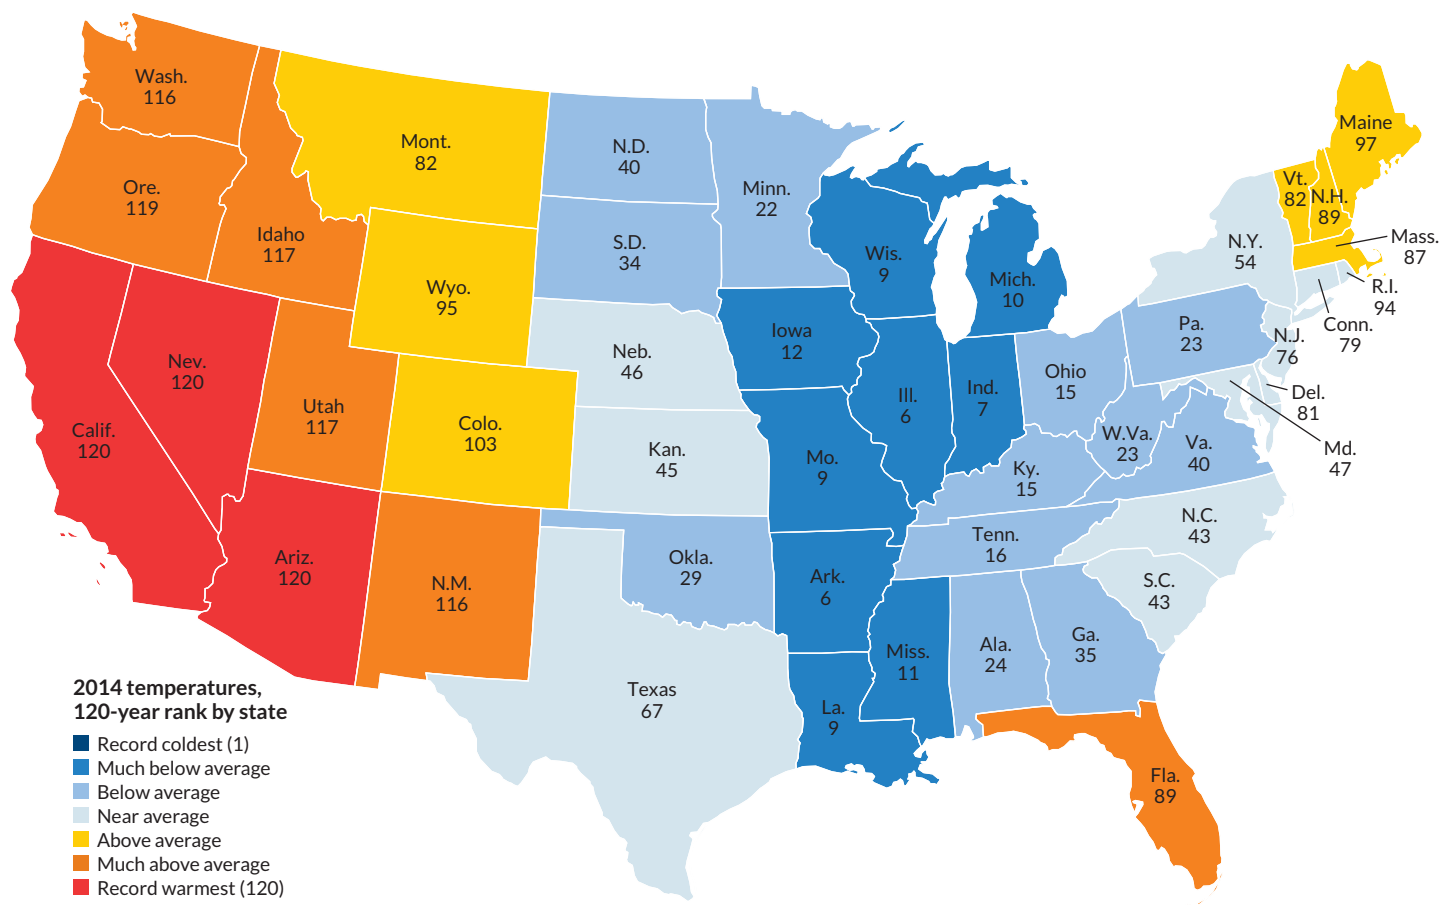 Wash.
116
Ore.
119
Idaho
117
Mont.
82
Wyo.
95
N.D.
40
S.D.
34
Minn.
22
Wis.
9
Mich.
10
Maine
97
Vt.
82
N.H.
89
Mass.
87
N.Y.
54
R.I.
94
Conn.
79
Calif.
120
Nev.
120
Utah
117
Colo.
103
Neb.
46
Kan.
45
Iowa
12
Mo.
9
Ill.
6
Ind.
7
Ohio
15
Pa.
23
N.J.
76
Del.
81
Md.
47
W.Va.
23
Va.
40
Ky.
15
Tenn.
16
N.C.
43
S.C.
43
Ariz.
120
N.M.
116
Okla.
29
Ark.
6
Texas
67
La.
9
Miss.
11
Ala.
24
Ga.
35
Fla.
89
2014 temperatures,
120-year rank by state
Record coldest (1)
Much below average
Below average
Near average
Above average
Much above average
Record warmest (120)